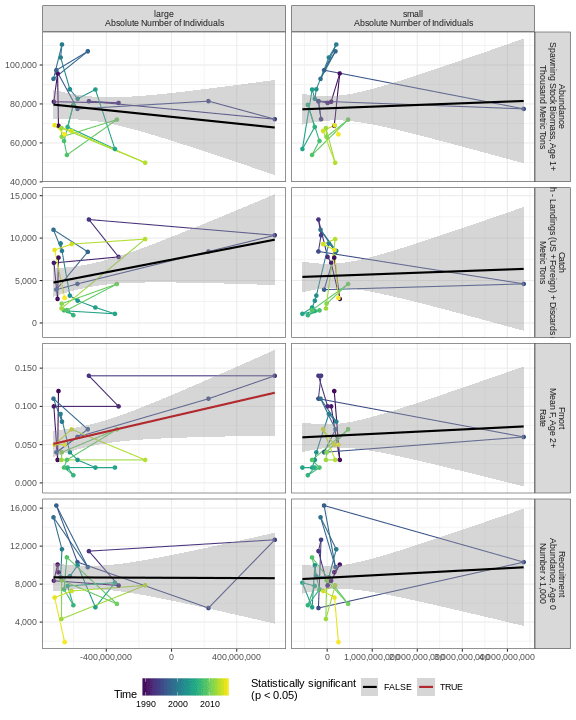 large
Absolute Number of Individuals
small
Absolute Number of Individuals
100,000
80,000
60,000
40,000
Abundance
Spawning Stock Biomass, Age 1+
Thousand Metric Tons
15,000
10,000
5,000
0
Catch
h - Landings (US +Foreign) + Discards
Metric Tons
0.150
0.100
0.050
0.000
Fmort
Mean F, Age 2+
Rate
16,000
12,000
8,000
4,000
Recruitment
Abundance, Age 0
Number x 1,000
-400,000,000
0
400,000,000
0
1,000,000,000
2,000,000,000
3,000,000,000
4,000,000,000
Time
1990 2000 2010
Statistically significant
(p < 0.05)
FALSE
TRUE